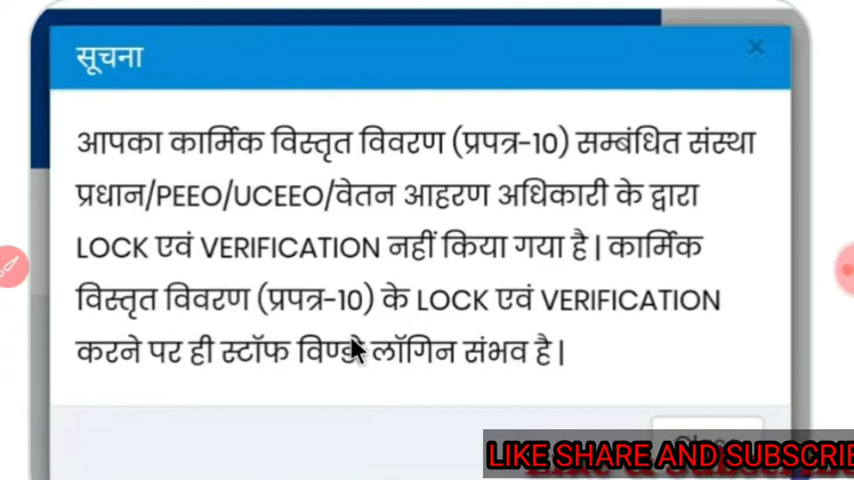 सूचना
×
आपका कार्मिक विस्तृत विवरण (प्रपत्र-10) सम्बंधित संस्था
प्रधान/PEEO/UCEEO/वेतन आहरण अधिकारी के द्वारा
LOCK एवं VERIFICATION नहीं किया गया है | कार्मिक
विस्तृत विवरण (प्रपत्र-10) के LOCK एवं VERIFICATION
करने पर ही स्टॉफ विण्डो लॉगिन संभव है |
LIKE SHARE AND SUBSCRIBE